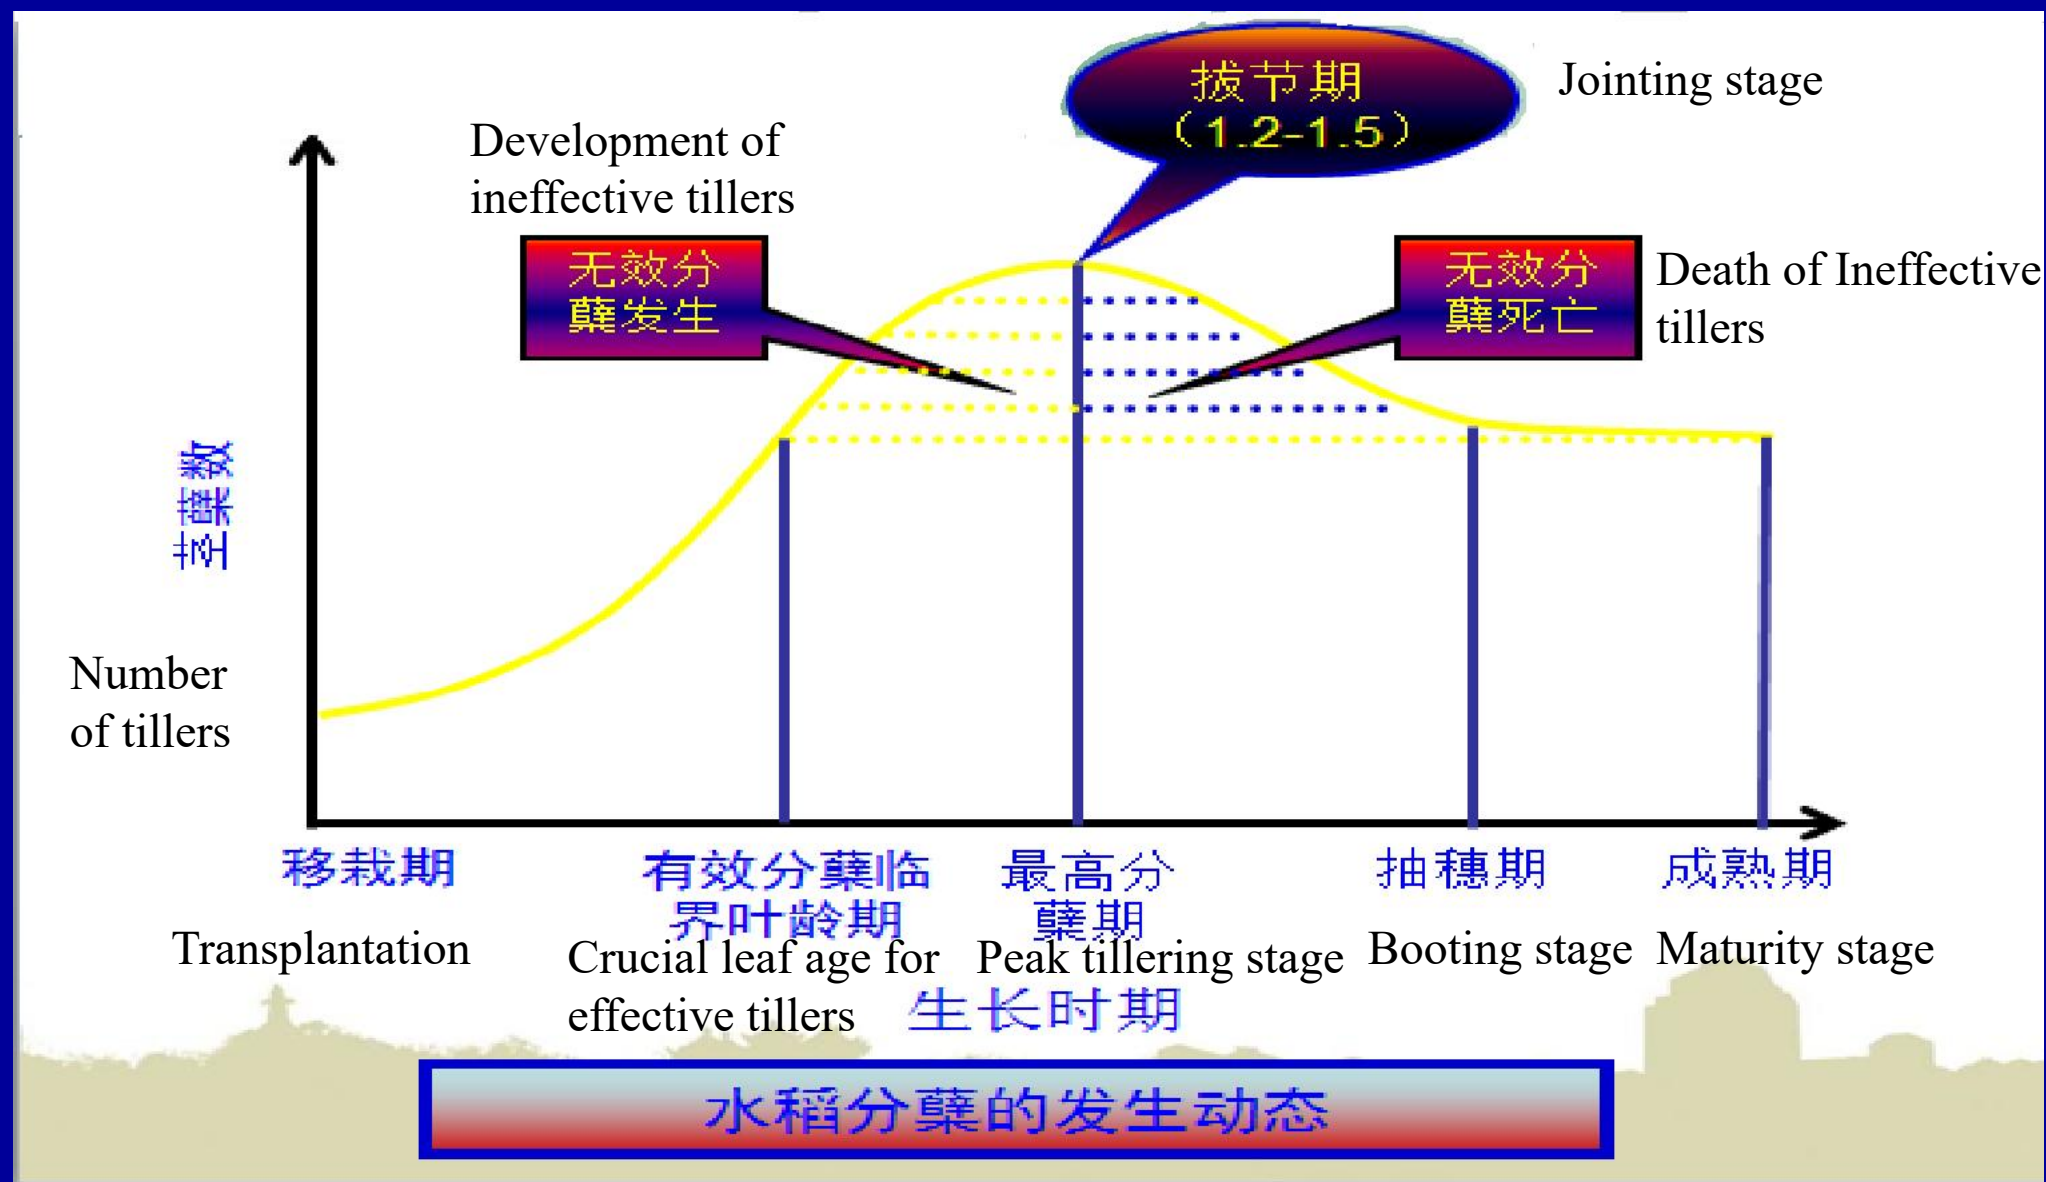 拔节期
(1.2-1.5)
Jointing stage
Development of
ineffective tillers
无效分
蘖发生
无效分
蘖死亡
Death of Ineffective
tillers
茎蘖数
Number
of tillers
移栽期
有效分蘖临
界叶龄期
最高分
蘖期
抽穗期
成熟期
Transplantation
Crucial leaf age for
effective tillers
Peak tillering stage
Booting stage
Maturity stage
生长时期
水稻分蘖的发生动态